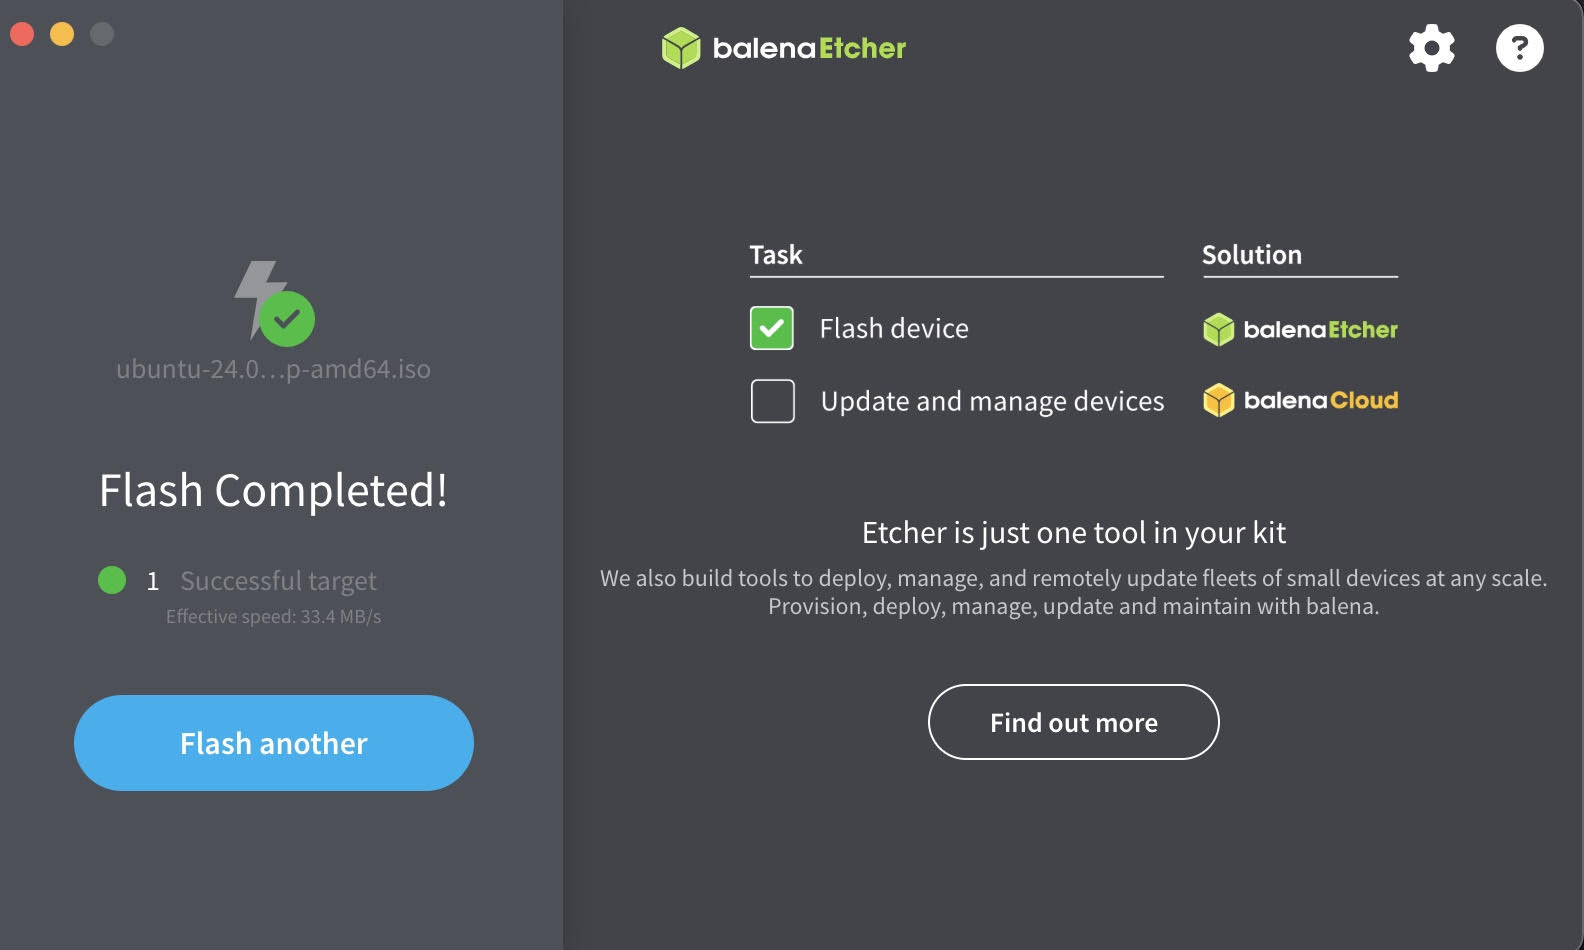 balenaEtcher
?
ubuntu-24.0...p-amd64.iso
Flash Completed!
1 Successful target
Effective speed: 33.4 MB/s
Flash another
Task Solution
Flash device balenaEtcher
Update and manage devices balenaCloud
Etcher is just one tool in your kit
We also build tools to deploy, manage, and remotely update fleets of small devices at any scale.
Provision, deploy, manage, update and maintain with balena.
Find out more